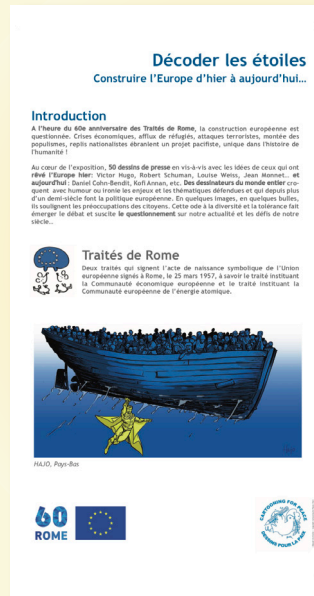 Décoder les étoiles
Construire l'Europe d'hier à aujourd'hui…
Introduction
A l'heure du 60e anniversaire des Traités de Rome, la construction européenne est
questionnée. Crises économiques, afflux de réfugiés, attaques terroristes, montée des
populismes, replis nationalistes ébranlent un projet pacifiste, unique dans l'histoire de
l'humanité !
Au cœur de l'exposition, 50 dessins de presse en vis-à-vis avec les idées de ceux qui ont
rêvé l'Europe hier: Victor Hugo, Robert Schuman, Louise Weiss, Jean Monnet… et
aujourd'hui : Daniel Cohn-Bendit, Kofi Annan, etc. Des dessinateurs du monde entier cro-
quent avec humour ou ironie les enjeux et les thématiques défendues et qui depuis plus
d'un demi-siècle font la politique européenne. En quelques images, en quelques bulles,
ils soulignent les préoccupations des citoyens. Cette ode à la diversité et la tolérance fait
émerger le débat et suscite le questionnement sur notre actualité et les défis de notre
siècle…
Traités de Rome
Deux traités qui signent l'acte de naissance symbolique de l'Union
européenne signés à Rome, le 25 mars 1957, à savoir le traité instituant
la Communauté économique européenne et le traité instituant la
Communauté européenne de l'énergie atomique.
HAJO, Pays-Bas
60
ROME
CARTOONING FOR PEACE
DESSINS POUR LA PAIX